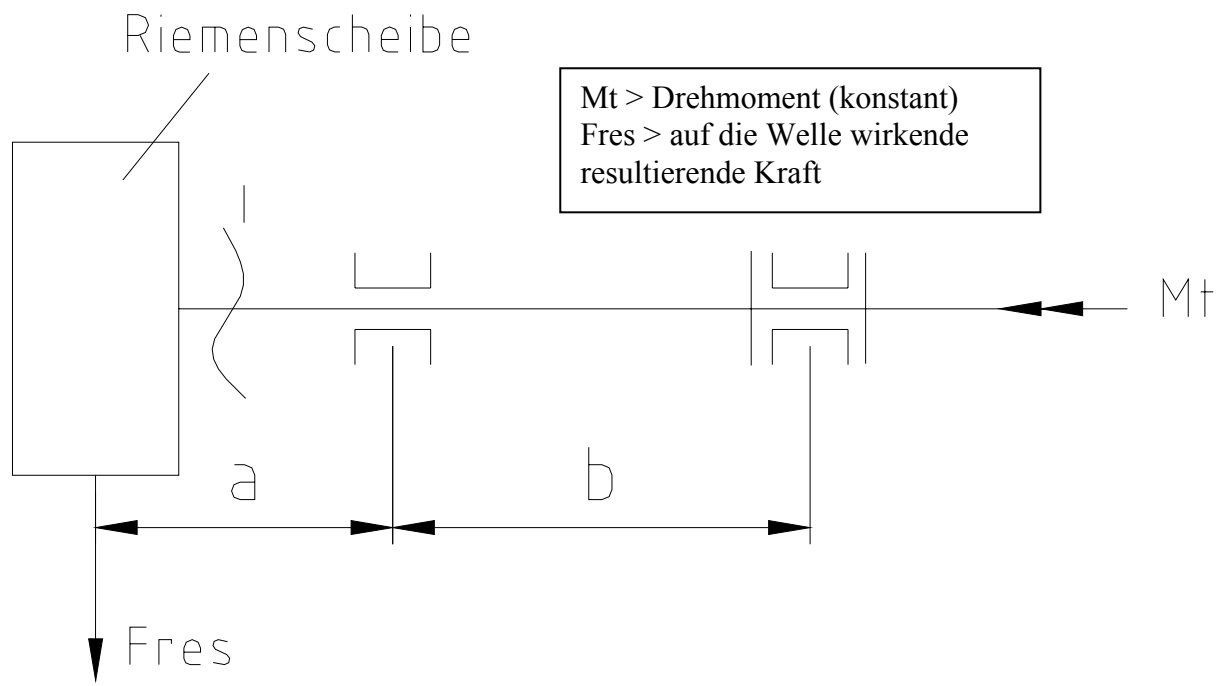 Riemenscheibe
Mt > Drehmoment (konstant)
Fres > auf die Welle wirkende
resultierende Kraft
I
Mt
a
b
Fres